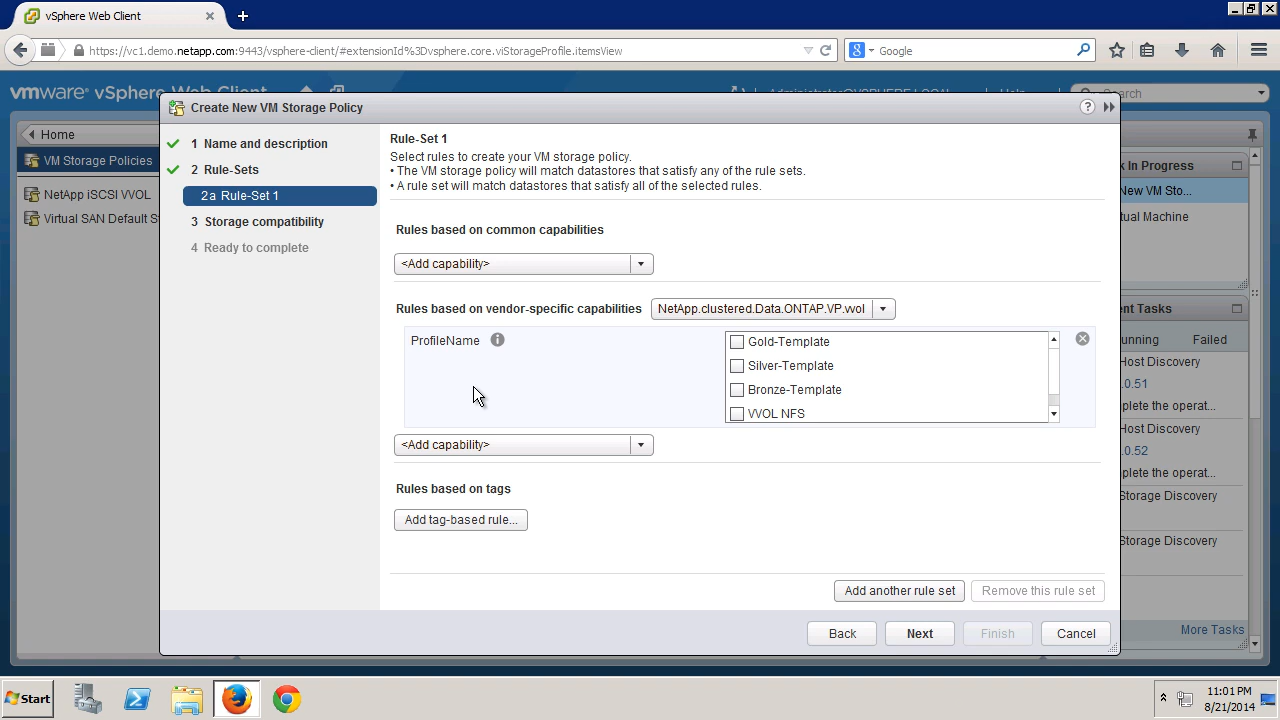 vSphere Web Client
https://vc1.demo.netapp.com:9443/vsphere-client/#extensionId%3Dvsphere.core.viStorageProfile.itemsView
Google
vmware® vSphere Web Client
Search
Create New VM Storage Policy
Home
VM Storage Policies
NetApp iSCSI VVOL
Virtual SAN Default S
1 Name and description
2 Rule-Sets
2a Rule-Set 1
3 Storage compatibility
4 Ready to complete
Rule-Set 1
Select rules to create your VM storage policy.
• The VM storage policy will match datastores that satisfy any of the rule sets.
• A rule set will match datastores that satisfy all of the selected rules.
Rules based on common capabilities
<Add capability>
Rules based on vendor-specific capabilities
NetApp.clustered.Data.ONTAP.VP.vvol
ProfileName
Gold-Template
Silver-Template
Bronze-Template
VVOL NFS
<Add capability>
Rules based on tags
Add tag-based rule...
Add another rule set
Remove this rule set
Back
Next
Finish
Cancel
k In Progress
New VM Sto...
tual Machine
nt Tasks
nning
Failed
Host Discovery
.0.51
plete the operat...
Host Discovery
.0.52
plete the operat...
Storage Discovery
Storage Discovery
More Tasks
Start
11:01 PM
8/21/2014